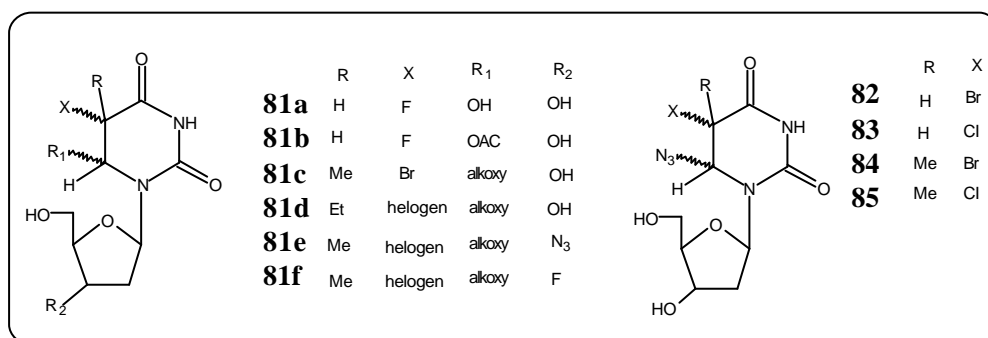 R X R1 R2
81a H F OH OH
81b H F OAC OH
81c Me Br alkoxy OH
81d Et helogen alkoxy OH
81e Me helogen alkoxy N3
81f Me helogen alkoxy F
R X
82 H Br
83 H Cl
84 Me Br
85 Me Cl
O
R
X
NH
R1
H
N
O
HO
O
R2
O
R
X
NH
N3
H
N
O
HO
O
HO